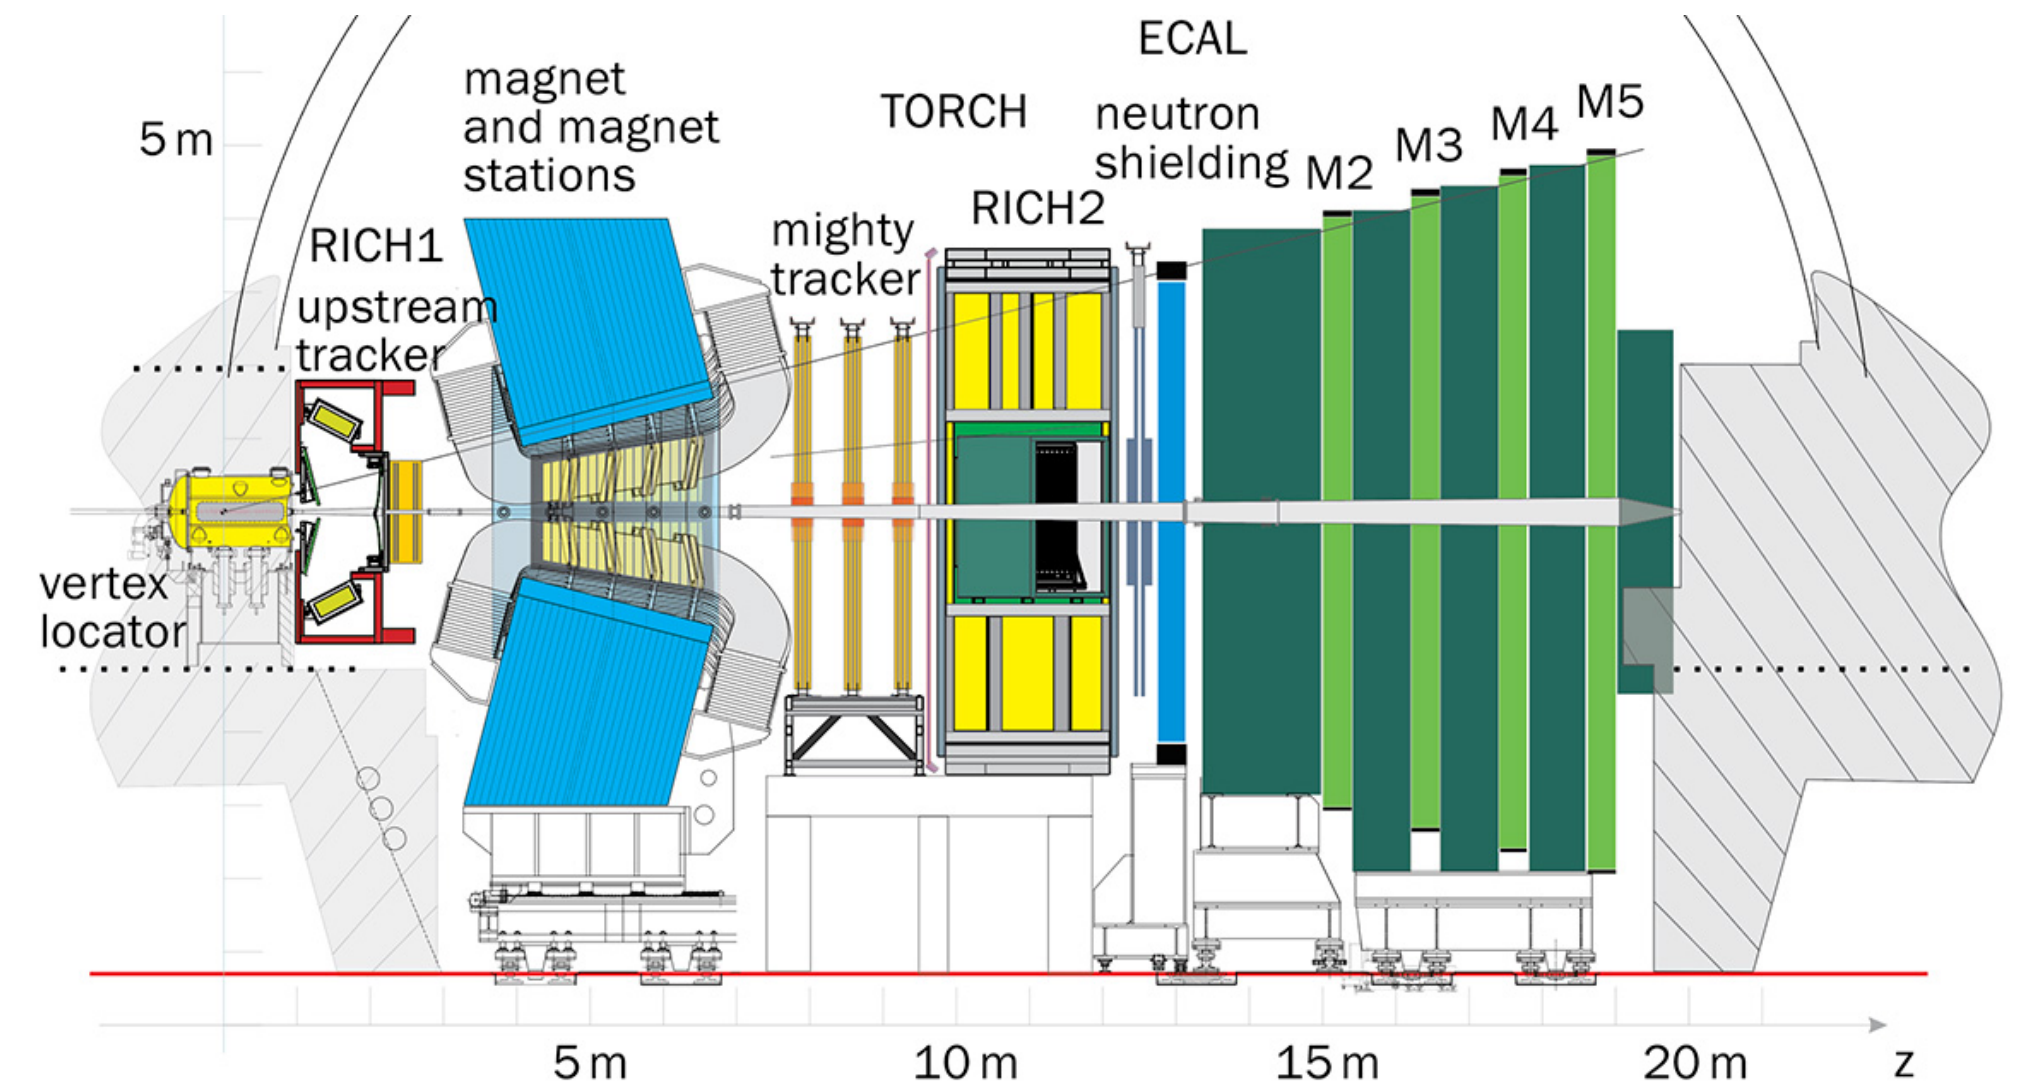 ECAL
magnet
and magnet
stations
5 m
TORCH
neutron
shielding
M2
M3
M4
M5
RICH1
upstream
tracker
mighty
tracker
RICH2
vertex
locator
5 m
10 m
15 m
20 m
z